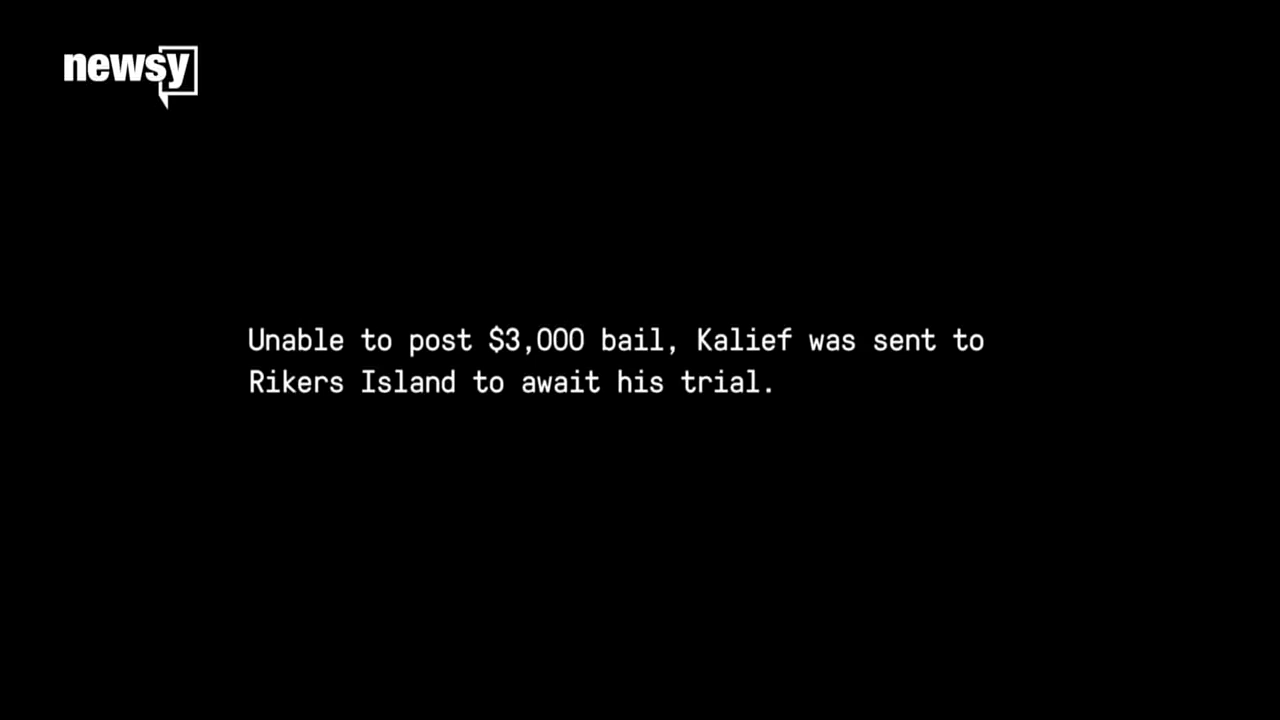 newsy
Unable to post $3,000 bail, Kalief was sent to
Rikers Island to await his trial.